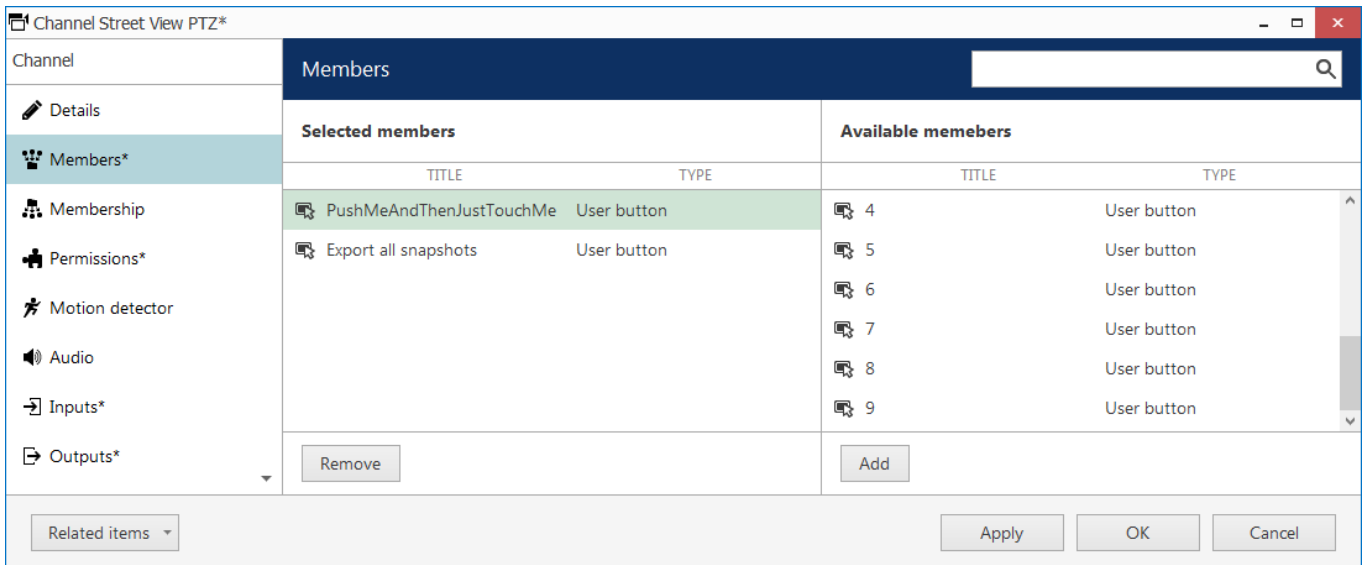 Channel Street View PTZ*
Channel
Details
Members*
Membership
Permissions*
Motion detector
Audio
Inputs*
Outputs*
Members
Selected members
TITLE TYPE
PushMeAndThenJustTouchMe User button
Export all snapshots User button
Remove
Available memebers
TITLE TYPE
4 User button
5 User button
6 User button
7 User button
8 User button
9 User button
Add
Related items
Apply
OK
Cancel